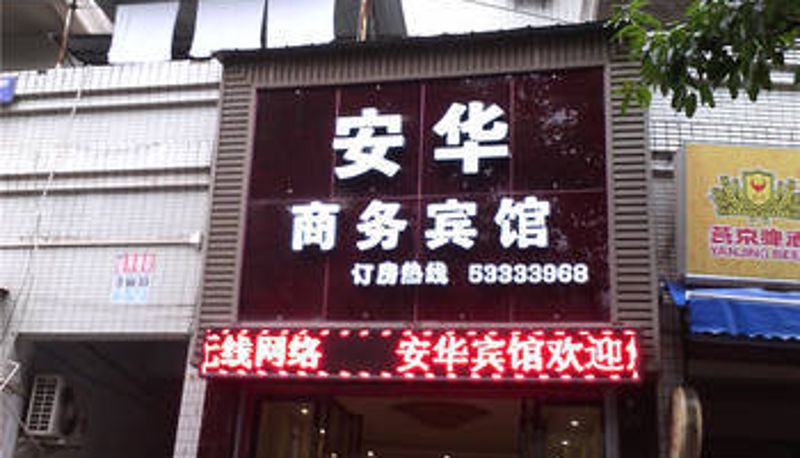 安华
商务宾馆
订房热线 53333968
线网络 安华宾馆欢迎
燕京啤酒
YANJING BEER